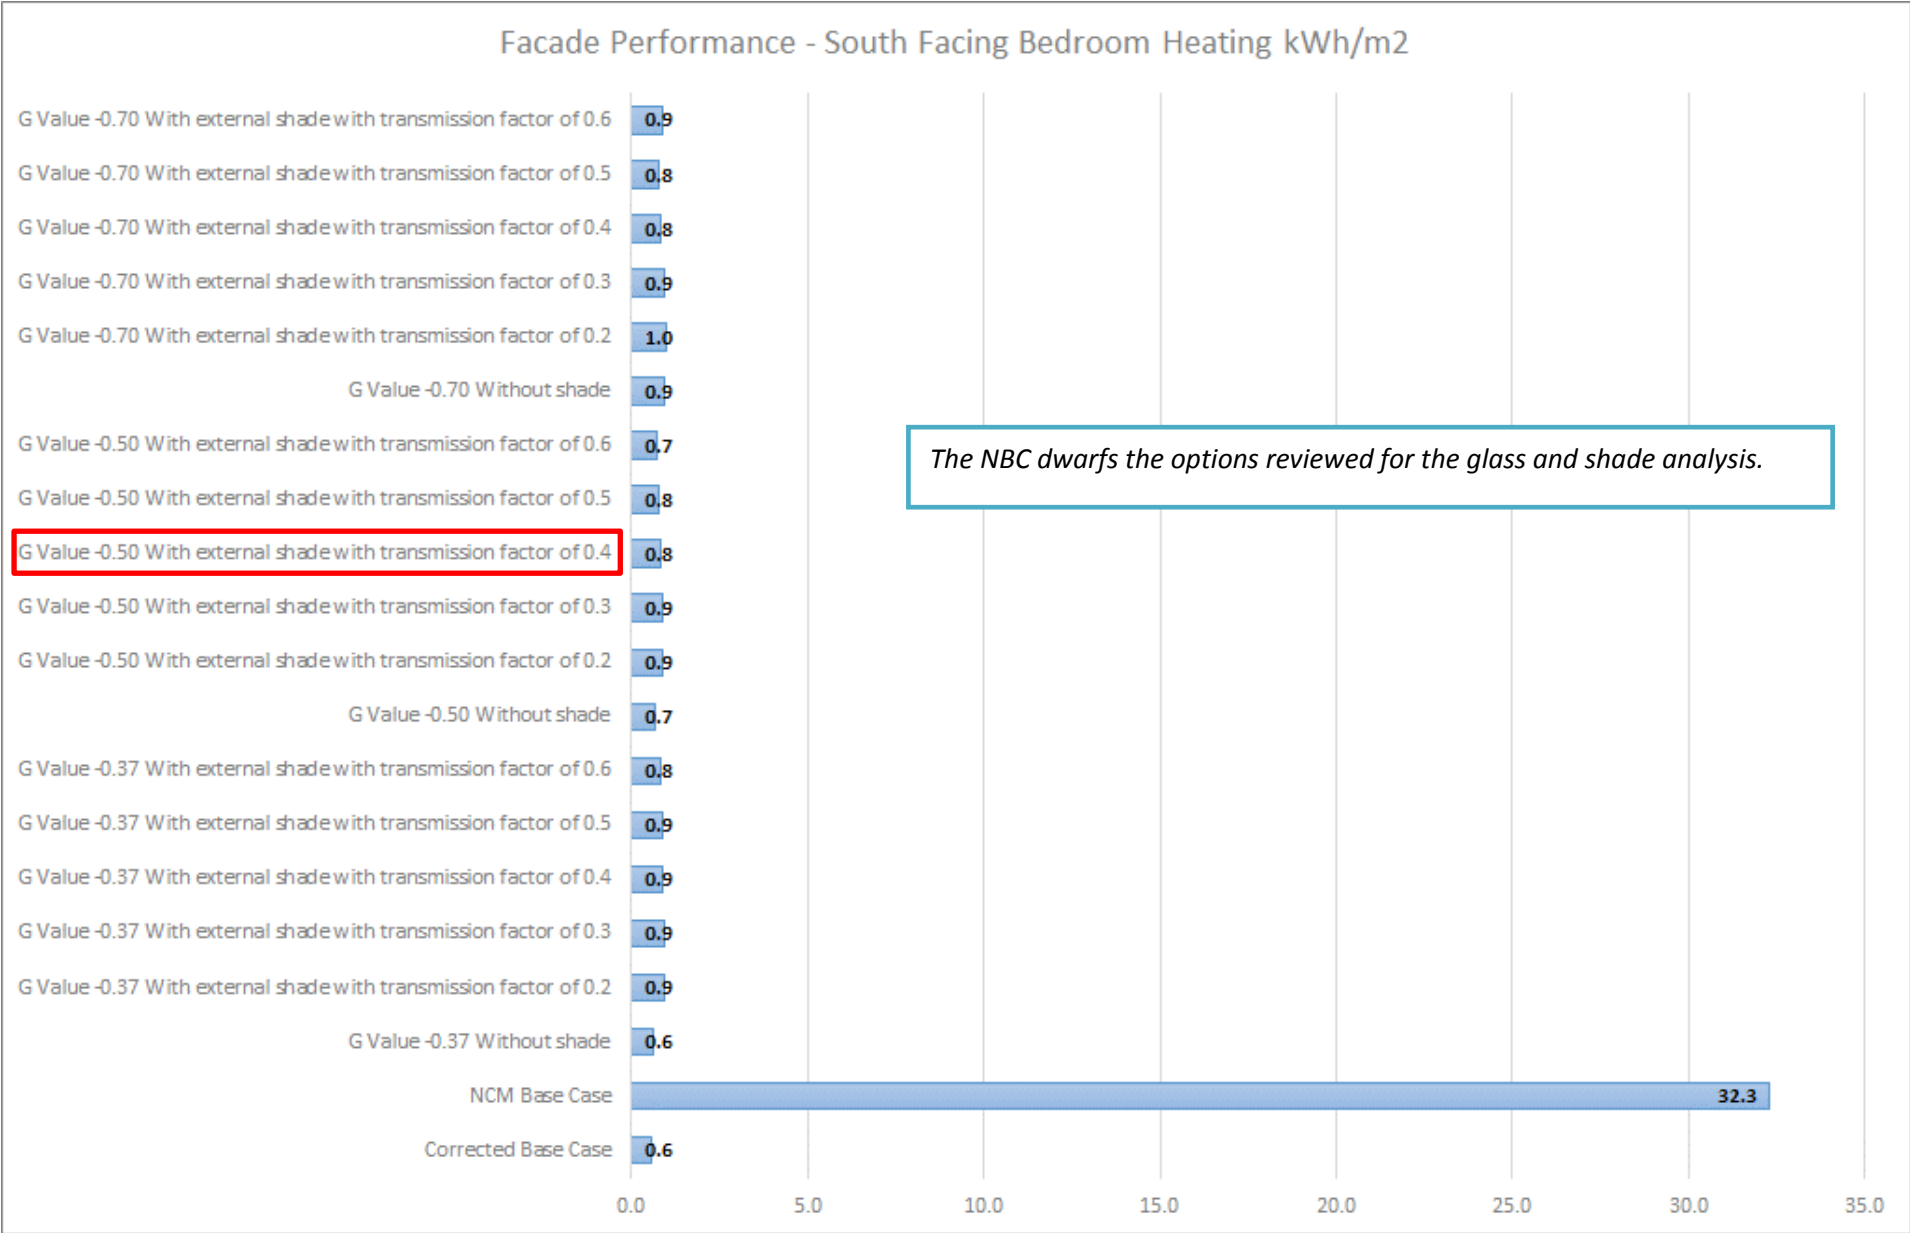 Facade Performance - South Facing Bedroom Heating kWh/m2
G Value -0.70 With external shade with transmission factor of 0.6 0.9
G Value -0.70 With external shade with transmission factor of 0.5 0.8
G Value -0.70 With external shade with transmission factor of 0.4 0.8
G Value -0.70 With external shade with transmission factor of 0.3 0.9
G Value -0.70 With external shade with transmission factor of 0.2 1.0
G Value -0.70 Without shade 0.9
G Value -0.50 With external shade with transmission factor of 0.6 0.7
The NBC dwarfs the options reviewed for the glass and shade analysis.
G Value -0.50 With external shade with transmission factor of 0.5 0.8
G Value -0.50 With external shade with transmission factor of 0.4 0.8
G Value -0.50 With external shade with transmission factor of 0.3 0.9
G Value -0.50 With external shade with transmission factor of 0.2 0.9
G Value -0.50 Without shade 0.7
G Value -0.37 With external shade with transmission factor of 0.6 0.8
G Value -0.37 With external shade with transmission factor of 0.5 0.9
G Value -0.37 With external shade with transmission factor of 0.4 0.9
G Value -0.37 With external shade with transmission factor of 0.3 0.9
G Value -0.37 With external shade with transmission factor of 0.2 0.9
G Value -0.37 Without shade 0.6
NCM Base Case 32.3
Corrected Base Case 0.6
0.0 5.0 10.0 15.0 20.0 25.0 30.0 35.0